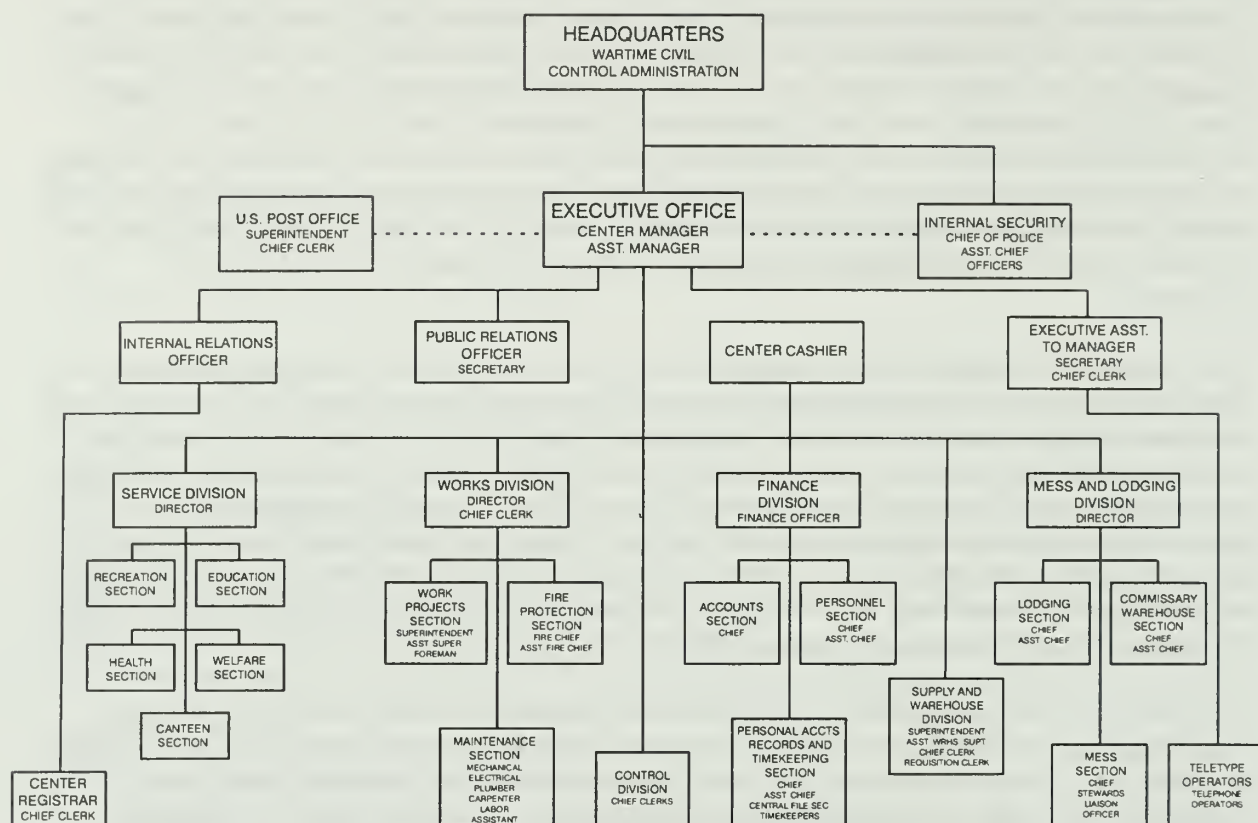 HEADQUARTERS
WARTIME CIVIL
CONTROL ADMINISTRATION
U.S. POST OFFICE
SUPERINTENDENT
CHIEF CLERK
EXECUTIVE OFFICE
CENTER MANAGER
ASST. MANAGER
INTERNAL SECURITY
CHIEF OF POLICE
ASST. CHIEF
OFFICERS
INTERNAL RELATIONS
OFFICER
PUBLIC RELATIONS
OFFICER
SECRETARY
CENTER CASHIER
EXECUTIVE ASST.
TO MANAGER
SECRETARY
CHIEF CLERK
SERVICE DIVISION
DIRECTOR
WORKS DIVISION
DIRECTOR
CHIEF CLERK
FINANCE
DIVISION
FINANCE OFFICER
MESS AND LODGING
DIVISION
DIRECTOR
RECREATION
SECTION
EDUCATION
SECTION
WORK
PROJECTS
SECTION
SUPERINTENDENT
ASST SUPER
FOREMAN
FIRE
PROTECTION
SECTION
FIRE CHIEF
ASST FIRE CHIEF
ACCOUNTS
SECTION
CHIEF
PERSONNEL
SECTION
CHIEF
ASST. CHIEF
LODGING
SECTION
CHIEF
ASST CHIEF
COMMISSARY
WAREHOUSE
SECTION
CHIEF
ASST CHIEF
HEALTH
SECTION
WELFARE
SECTION
CANTEEN
SECTION
SUPPLY AND
WAREHOUSE
DIVISION
SUPERINTENDENT
ASST WRHS SUPT
CHIEF CLERK
REQUISITION CLERK
CENTER
REGISTRAR
CHIEF CLERK
MAINTENANCE
SECTION
MECHANICAL
ELECTRICAL
PLUMBER
CARPENTER
LABOR
ASSISTANT
CONTROL
DIVISION
CHIEF CLERKS
PERSONAL ACCTS
RECORDS AND
TIMEKEEPING
SECTION
CHIEF
ASST CHIEF
CENTRAL FILE SEC
TIMEKEEPERS
MESS
SECTION
CHIEF
STEWARDS
LIAISON
OFFICER
TELETYPE
OPERATORS
TELEPHONE
OPERATORS